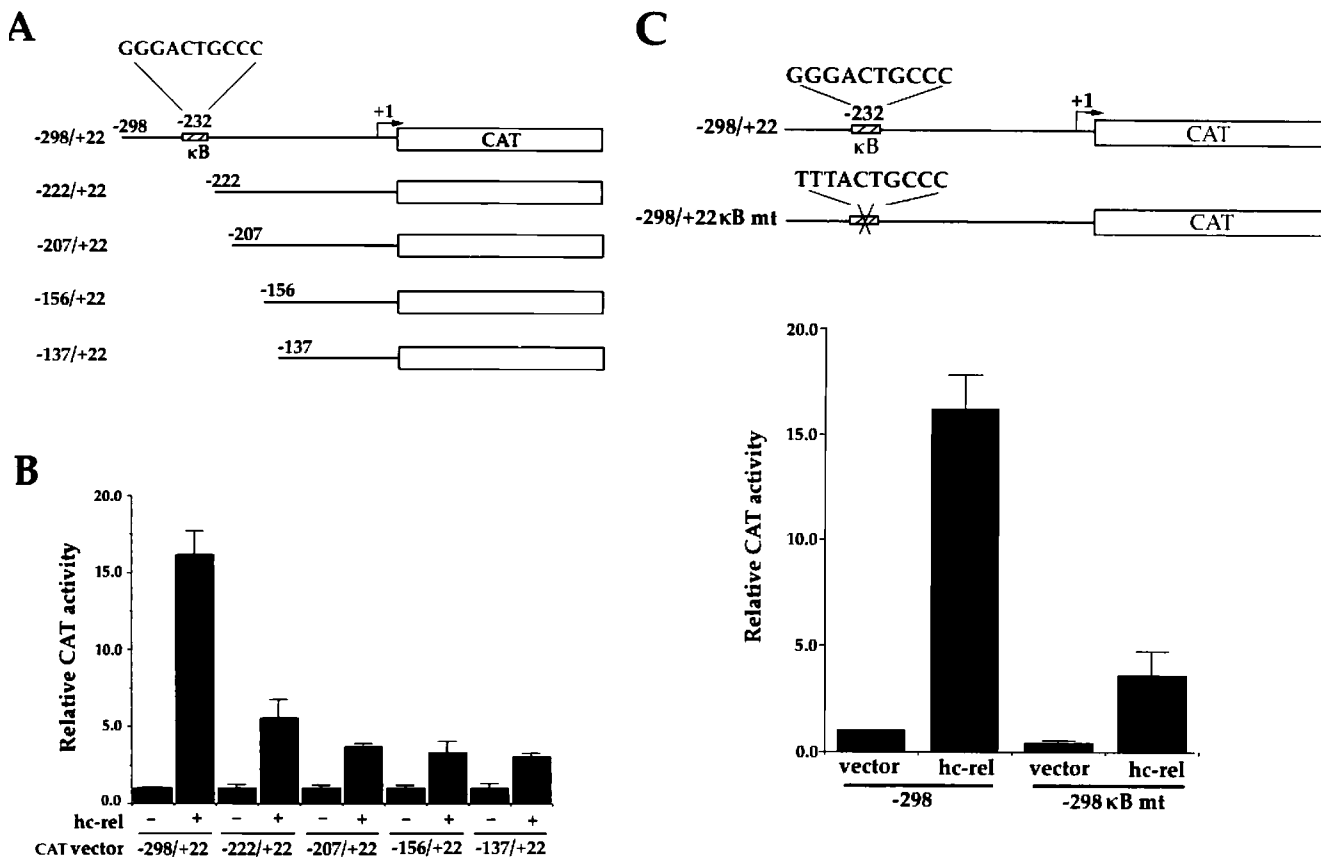 A
GGGACTGCCC
-298/+22 -298 -232 +1 CAT
κB
-222/+22 -222
-207/+22 -207
-156/+22 -156
-137/+22 -137
B
Relative CAT activity
20.0
15.0
10.0
5.0
0.0
hc-rel − + − + − + − + − +
CAT vector -298/+22 -222/+22 -207/+22 -156/+22 -137/+22
C
GGGACTGCCC
-298/+22 -232 +1 CAT
κB
TTTACTGCCC
-298/+22κB mt CAT
Relative CAT activity
20.0
15.0
10.0
5.0
0.0
vector hc-rel vector hc-rel
-298 -298 κB mt